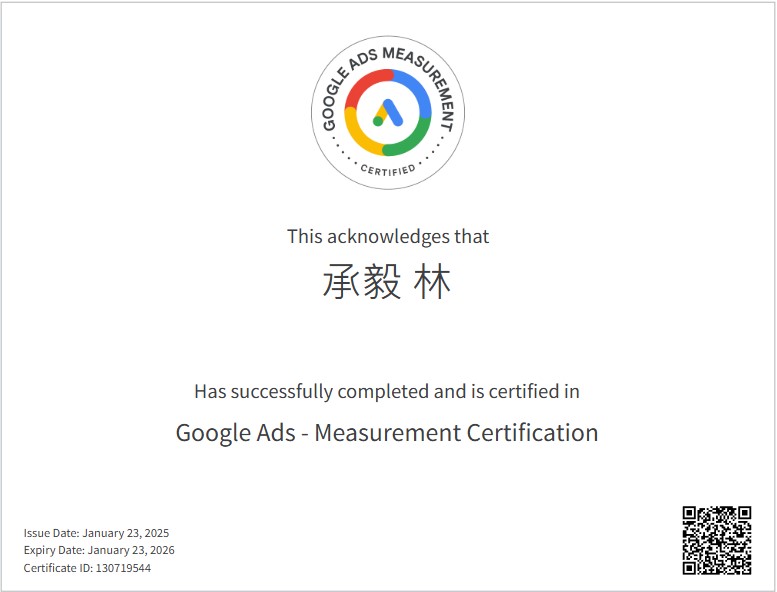 GOOGLE ADS MEASUREMENT
CERTIFIED
This acknowledges that
承毅 林
Has successfully completed and is certified in
Google Ads - Measurement Certification
Issue Date: January 23, 2025
Expiry Date: January 23, 2026
Certificate ID: 130719544